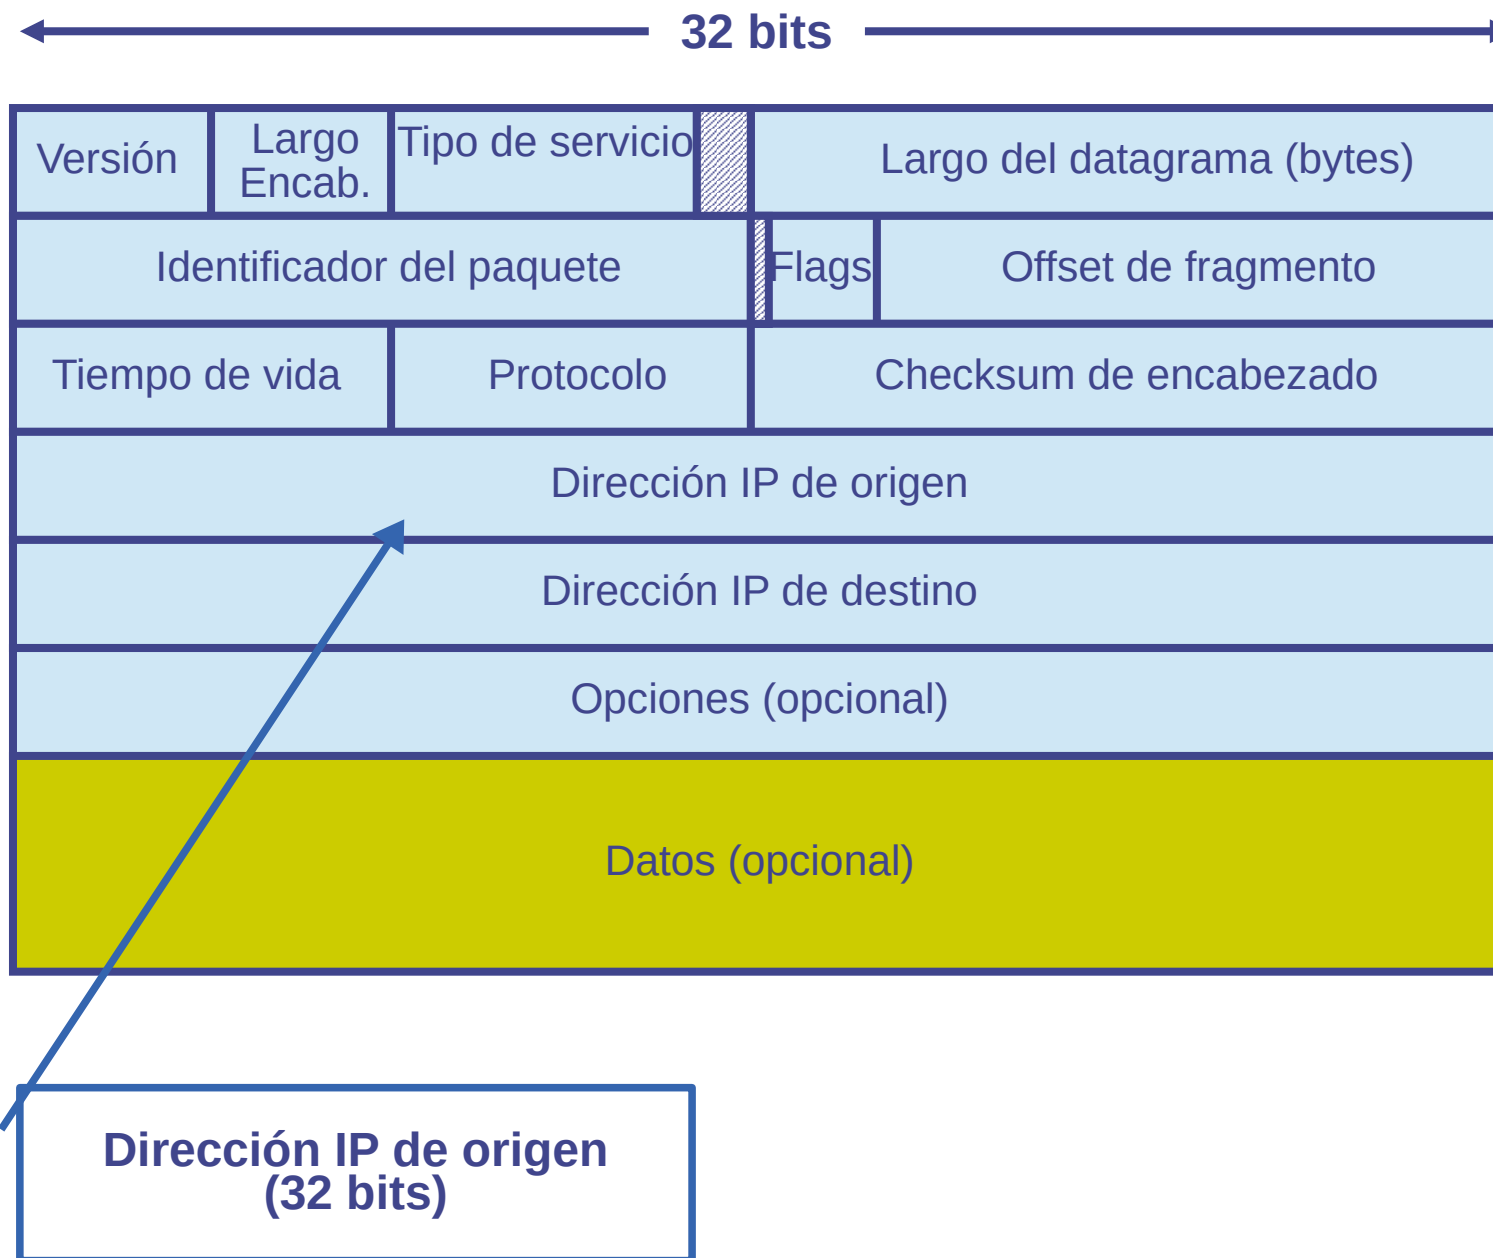 32 bits
Versión
Largo
Encab.
Tipo de servicio
Largo del datagrama (bytes)
Identificador del paquete
Flags
Offset de fragmento
Tiempo de vida
Protocolo
Checksum de encabezado
Dirección IP de origen
Dirección IP de destino
Opciones (opcional)
Datos (opcional)
Dirección IP de origen
(32 bits)